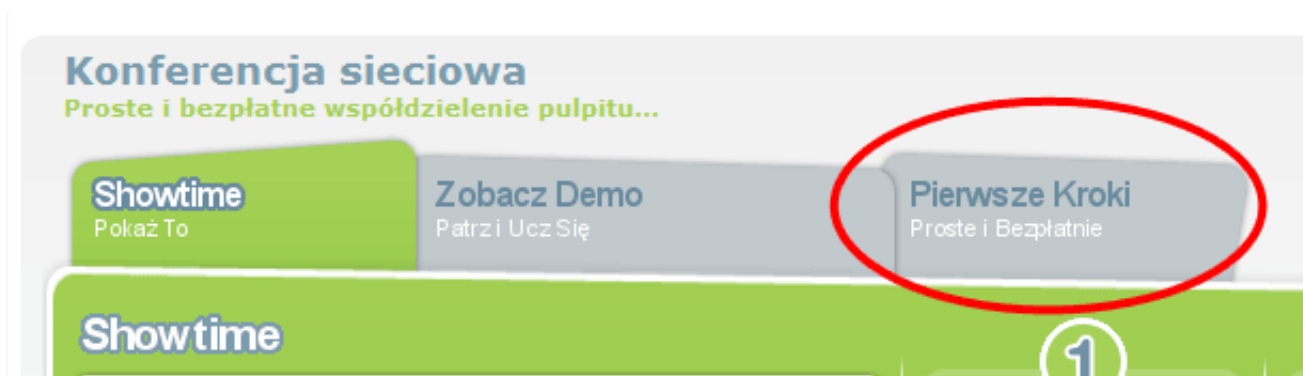 Konferencja sieciowa
Proste i bezpłatne współdzielenie pulpitu...
Showtime
Pokaż To
Zobacz Demo
Patrz i Ucz Się
Pierwsze Kroki
Proste i Bezpłatnie
Showtime
1